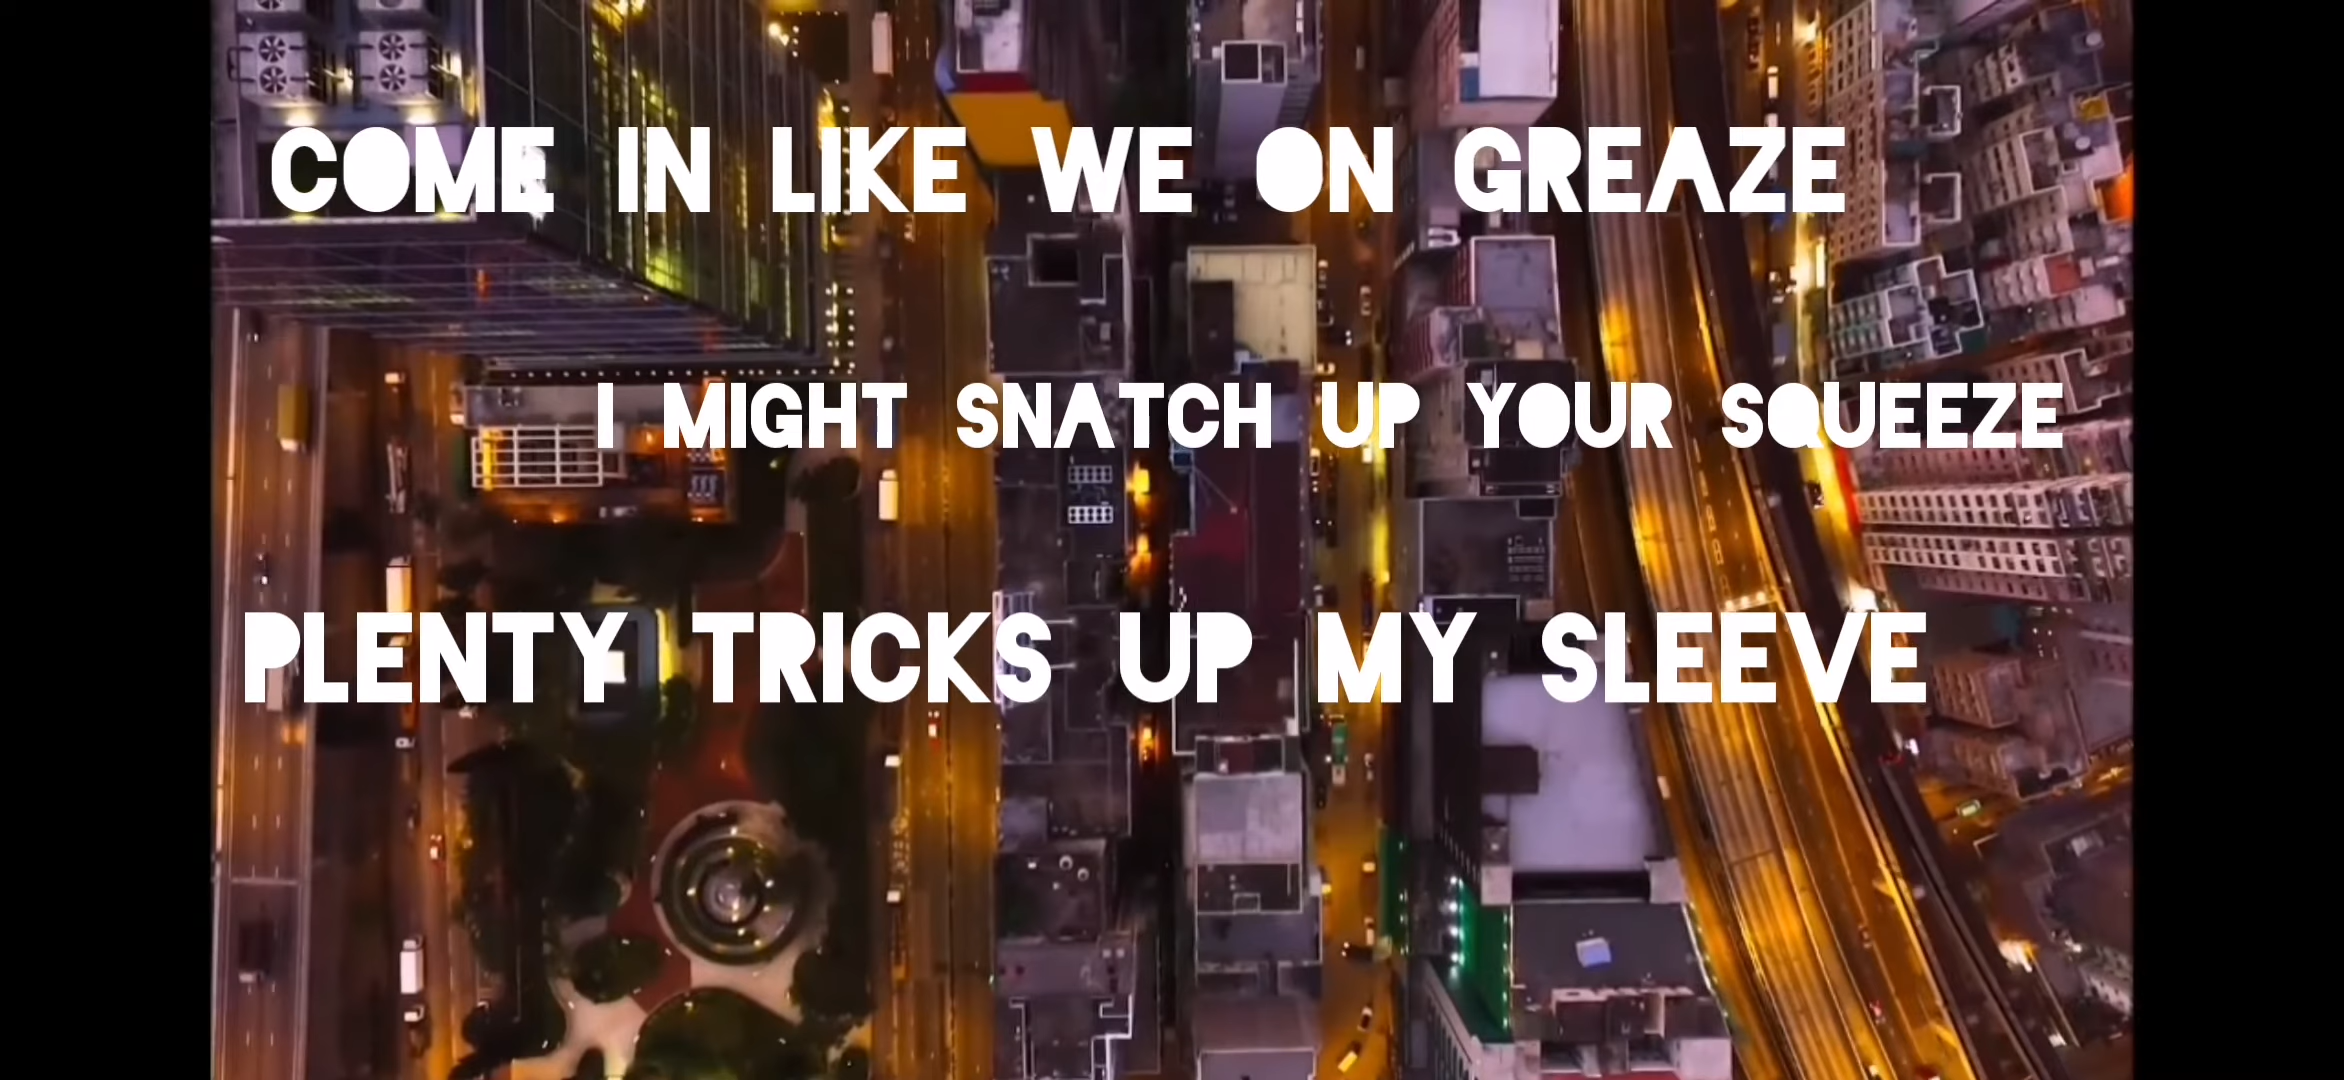 COME IN LIKE WE ON GREAZE
I MIGHT SNATCH UP YOUR SQUEEZE
PLENTY TRICKS UP MY SLEEVE